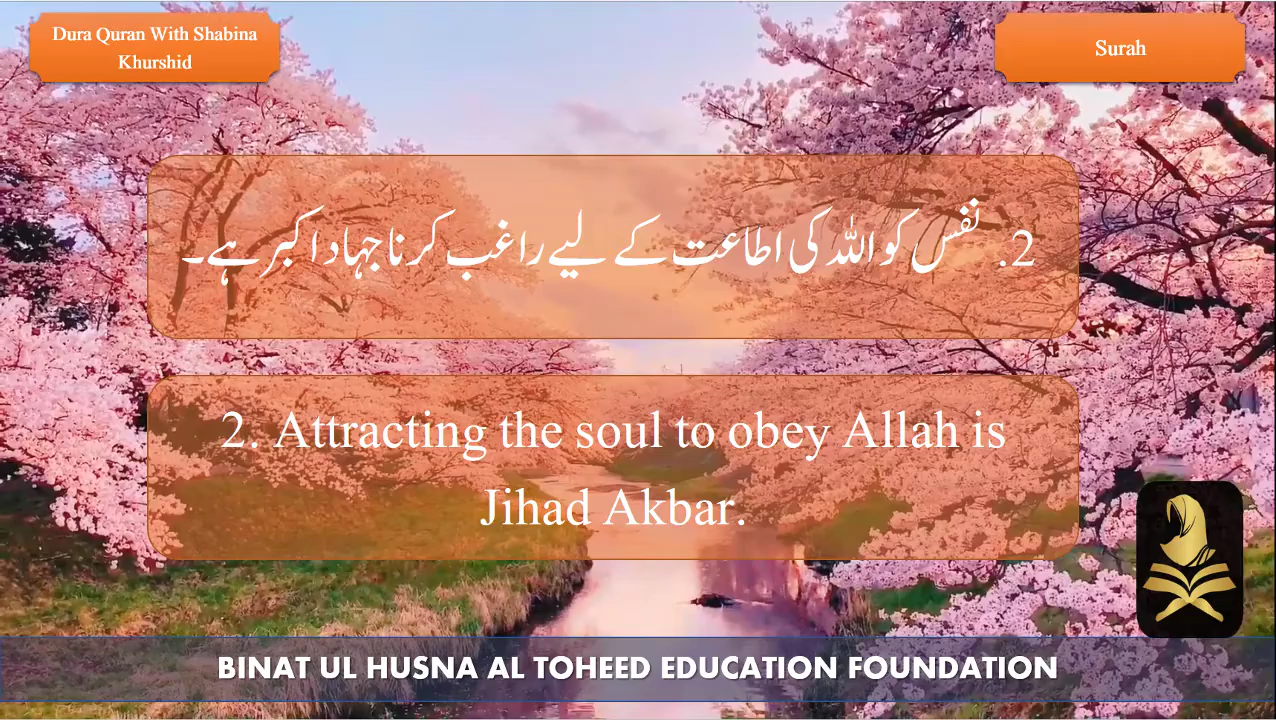 Dura Quran With Shabina
Khurshid
Surah
2. نفس کو اللہ کی اطاعت کے لیے راغب کرنا جہاد اکبر ہے۔
2. Attracting the soul to obey Allah is
Jihad Akbar.
BINAT UL HUSNA AL TOHEED EDUCATION FOUNDATION